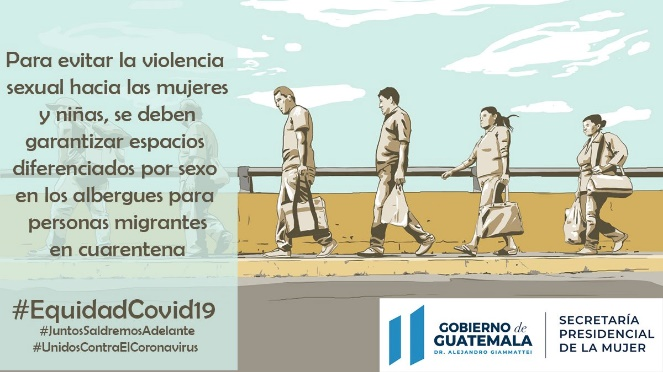 Para evitar la violencia
sexual hacia las mujeres
y niñas, se deben
garantizar espacios
diferenciados por sexo
en los albergues para
personas migrantes
en cuarentena
#EquidadCovid19
#JuntosSaldremosAdelante
#UnidosContraElCoronavirus
GOBIERNO de
GUATEMALA
DR. ALEJANDRO GIAMMATTEI
SECRETARÍA
PRESIDENCIAL
DE LA MUJER